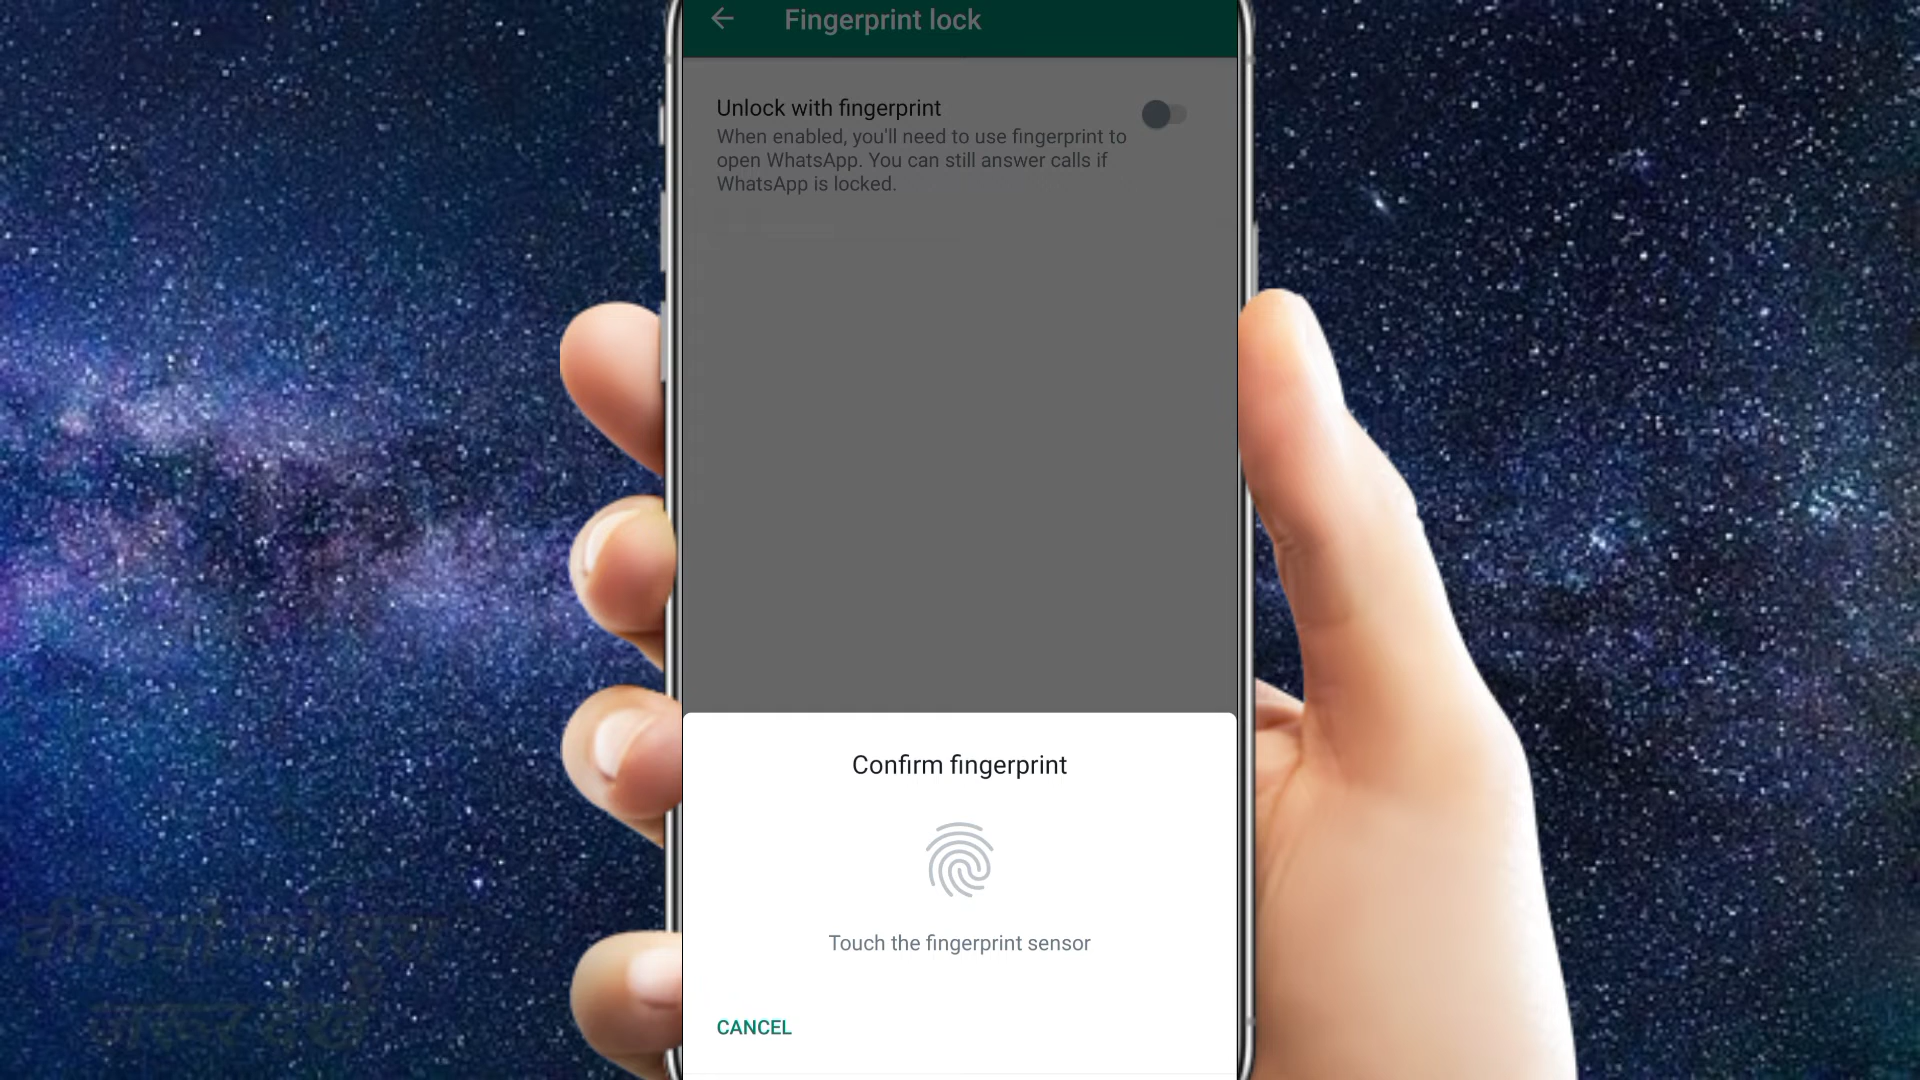 Fingerprint lock
Unlock with fingerprint
When enabled, you'll need to use fingerprint to
open WhatsApp. You can still answer calls if
WhatsApp is locked.
Confirm fingerprint
Touch the fingerprint sensor
CANCEL